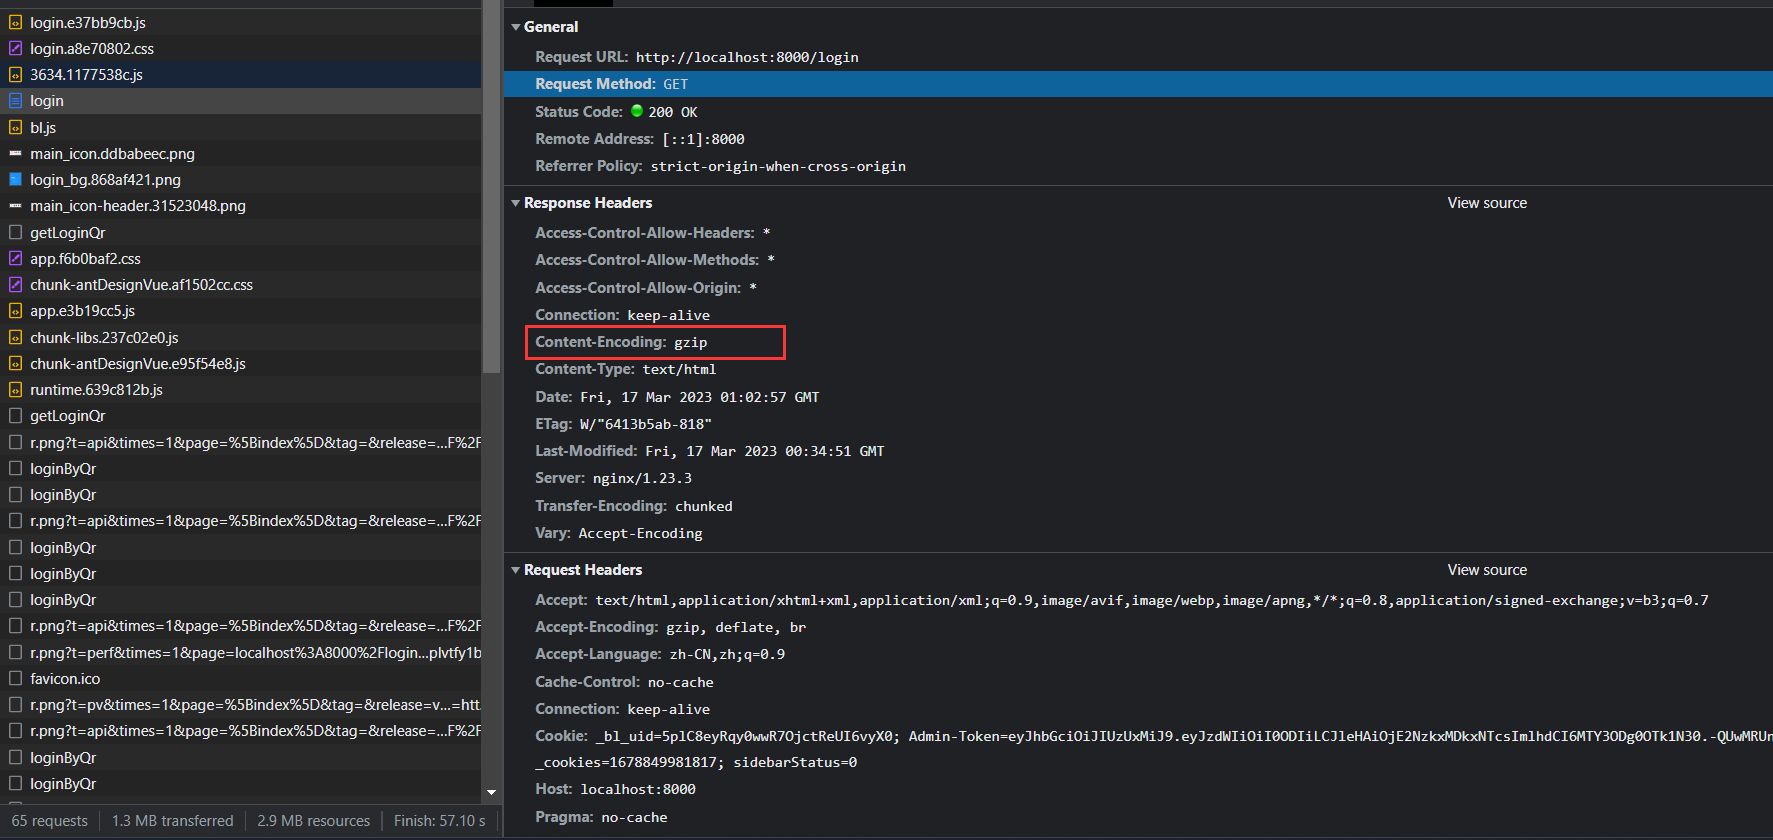 login.e37bb9cb.js
login.a8e70802.css
3634.1177538c.js
login
bl.js
main_icon.ddbabeec.png
login_bg.868af421.png
main_icon-header.31523048.png
getLoginQr
app.f6b0baf2.css
chunk-antDesignVue.af1502cc.css
app.e3b19cc5.js
chunk-libs.237c02e0.js
chunk-antDesignVue.e95f54e8.js
runtime.639c812b.js
getLoginQr
r.png?t=api&times=1&page=%5Bindex%5D&tag=&release=...F%2F
loginByQr
loginByQr
r.png?t=api&times=1&page=%5Bindex%5D&tag=&release=...F%2F
loginByQr
loginByQr
loginByQr
r.png?t=api&times=1&page=%5Bindex%5D&tag=&release=...F%2F
r.png?t=perf&times=1&page=localhost%3A8000%2Flogin...plvtfy1b
favicon.ico
r.png?t=pv&times=1&page=%5Bindex%5D&tag=&release=v...=htt
r.png?t=api&times=1&page=%5Bindex%5D&tag=&release=...F%2F
loginByQr
loginByQr
65 requests 1.3 MB transferred 2.9 MB resources Finish: 57.10 s
General
Request URL: http://localhost:8000/login
Request Method: GET
Status Code: 200 OK
Remote Address: [::1]:8000
Referrer Policy: strict-origin-when-cross-origin
Response Headers View source
Access-Control-Allow-Headers: *
Access-Control-Allow-Methods: *
Access-Control-Allow-Origin: *
Connection: keep-alive
Content-Encoding: gzip
Content-Type: text/html
Date: Fri, 17 Mar 2023 01:02:57 GMT
ETag: W/"6413b5ab-818"
Last-Modified: Fri, 17 Mar 2023 00:34:51 GMT
Server: nginx/1.23.3
Transfer-Encoding: chunked
Vary: Accept-Encoding
Request Headers View source
Accept: text/html,application/xhtml+xml,application/xml;q=0.9,image/avif,image/webp,image/apng,*/*;q=0.8,application/signed-exchange;v=b3;q=0.7
Accept-Encoding: gzip, deflate, br
Accept-Language: zh-CN,zh;q=0.9
Cache-Control: no-cache
Connection: keep-alive
Cookie: _bl_uid=5plC8eyRqy0wwR7OjctReUI6vyX0; Admin-Token=eyJhbGciOiJIUzUxMiJ9.eyJzdWIiOiI0ODIiLCJleHAiOjE2NzkxMDkxNTcsImlhdCI6MTY3ODg0OTk1N30.-QUwMRUn
_cookies=1678849981817; sidebarStatus=0
Host: localhost:8000
Pragma: no-cache